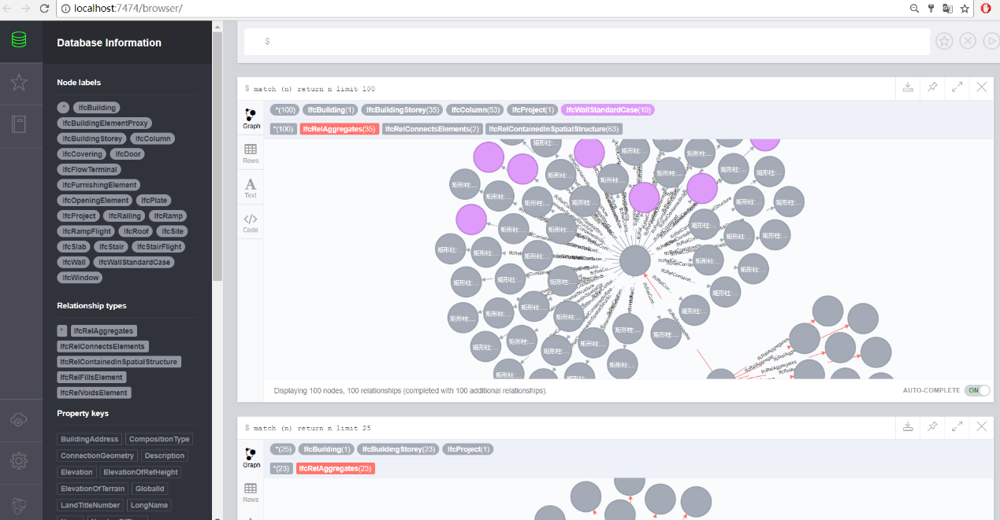 localhost:7474/browser/
Database Information
Node labels
* IfcBuilding
IfcBuildingElementProxy
IfcBuildingStorey IfcColumn
IfcCovering IfcDoor
IfcFlowTerminal
IfcFurnishingElement
IfcOpeningElement IfcPlate
IfcProject IfcRailing IfcRamp
IfcRampFlight IfcRoof IfcSite
IfcSlab IfcStair IfcStairFlight
IfcWall IfcWallStandardCase
IfcWindow
Relationship types
* IfcRelAggregates
IfcRelConnectsElements
IfcRelContainedInSpatialStructure
IfcRelFillsElement
IfcRelVoidsElement
Property keys
BuildingAddress CompositionType
ConnectionGeometry Description
Elevation ElevationOfRefHeight
ElevationOfTerrain GlobalId
LandTitleNumber LongName
$
$ match (n) return n limit 100
Graph
Rows
Text
Code
*(100) IfcBuilding(1) IfcBuildingStorey(35) IfcColumn(53) IfcProject(1) IfcWallStandardCase(10)
*(100) IfcRelAggregates(35) IfcRelConnectsElements(2) IfcRelContainedInSpatialStructure(63)
矩形柱:...
IfcRelAggregates
Displaying 100 nodes, 100 relationships (completed with 100 additional relationships).
AUTO-COMPLETE ON
$ match (n) return n limit 25
Graph
Rows
*(25) IfcBuilding(1) IfcBuildingStorey(23) IfcProject(1)
*(23) IfcRelAggregates(23)